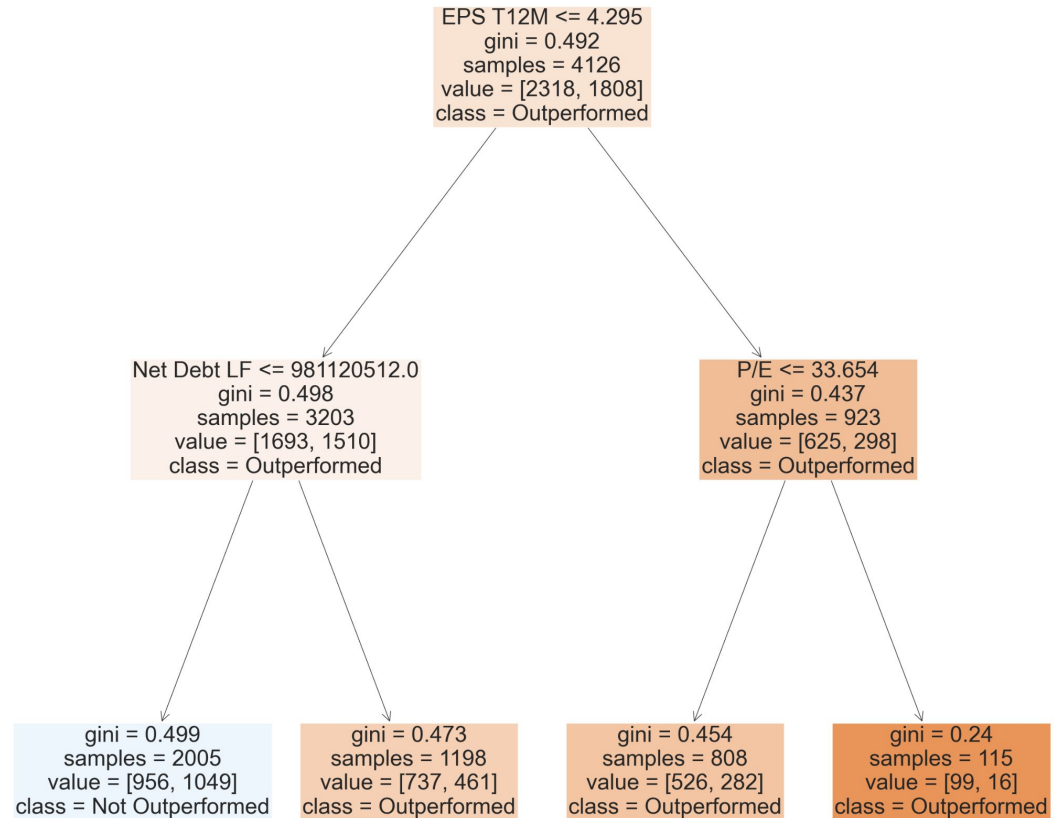 EPS T12M <= 4.295
gini = 0.492
samples = 4126
value = [2318, 1808]
class = Outperformed
Net Debt LF <= 981120512.0
gini = 0.498
samples = 3203
value = [1693, 1510]
class = Outperformed
P/E <= 33.654
gini = 0.437
samples = 923
value = [625, 298]
class = Outperformed
gini = 0.499
samples = 2005
value = [956, 1049]
class = Not Outperformed
gini = 0.473
samples = 1198
value = [737, 461]
class = Outperformed
gini = 0.454
samples = 808
value = [526, 282]
class = Outperformed
gini = 0.24
samples = 115
value = [99, 16]
class = Outperformed